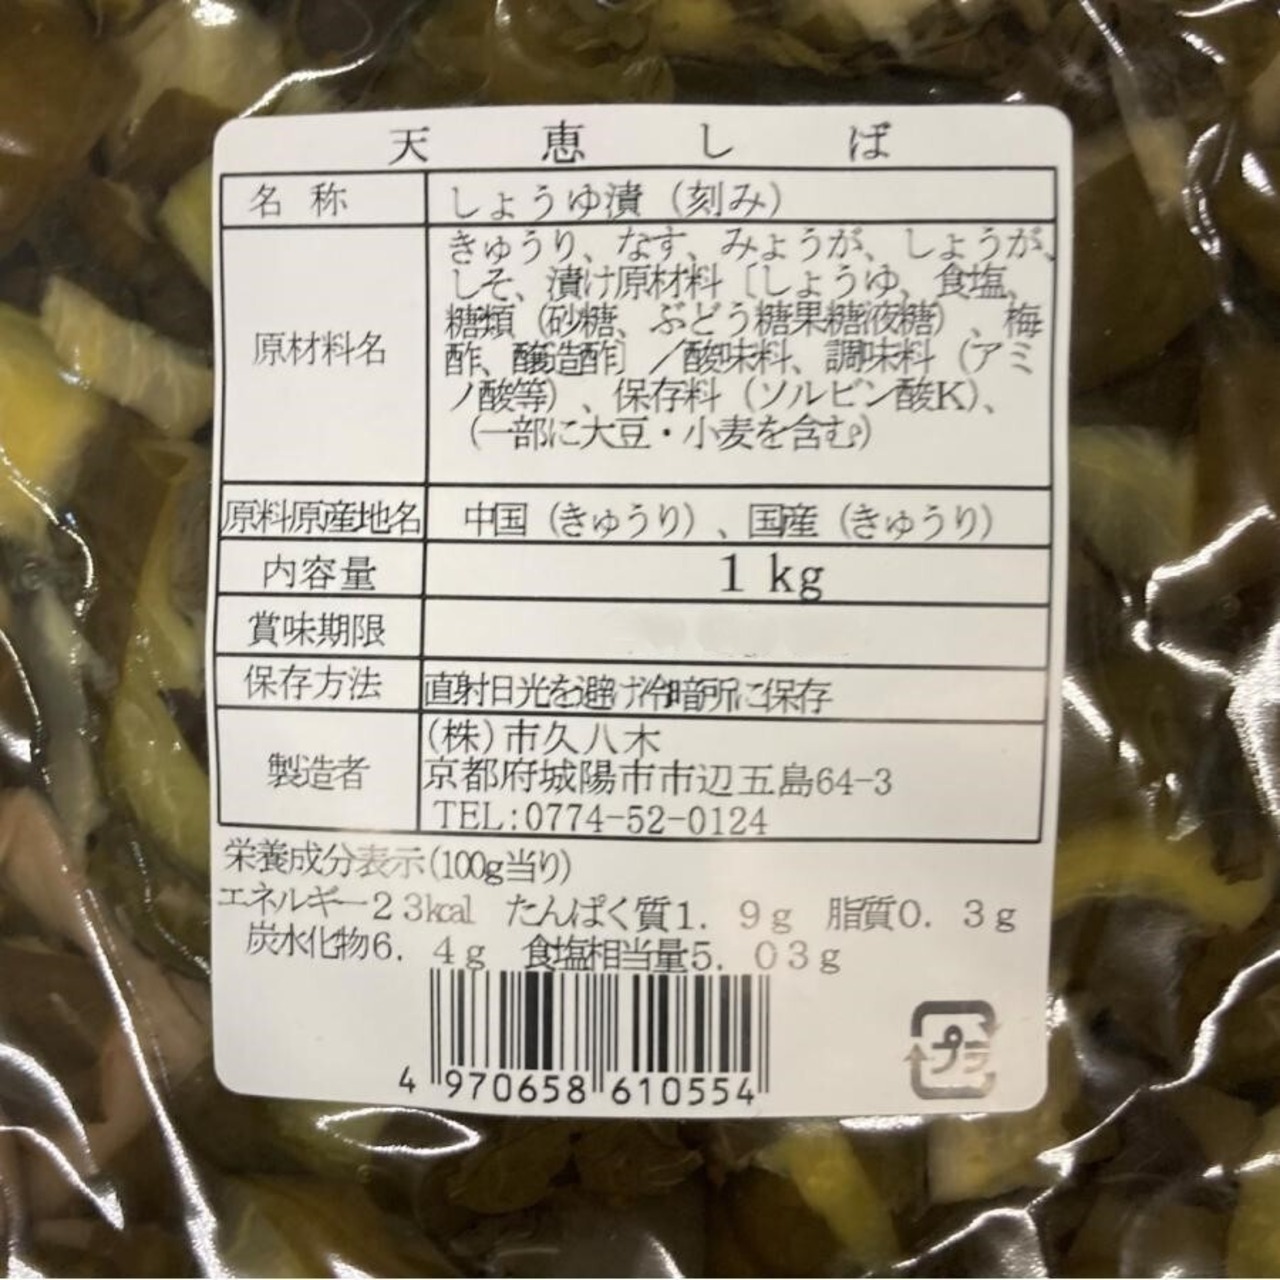 天恵しば
名称 しょうゆ漬（刻み）
原材料名 きゅうり、なす、みょうが、しょうが、
しそ、漬け原材料〔しょうゆ、食塩、
糖類（砂糖、ぶどう糖果糖液糖）、梅
酢、醸造酢〕／酸味料、調味料（アミ
ノ酸等）、保存料（ソルビン酸K）、
（一部に大豆・小麦を含む）
原料原産地名 中国（きゅうり）、国産（きゅうり）
内容量 1kg
賞味期限
保存方法 直射日光を避け冷暗所に保存
製造者 (株)市久八木
京都府城陽市市辺五島64-3
TEL:0774-52-0124
栄養成分表示(100g当り)
エネルギー23kcal たんぱく質1.9g 脂質0.3g
炭水化物6.4g 食塩相当量5.03g
4 970658 610554
プラ